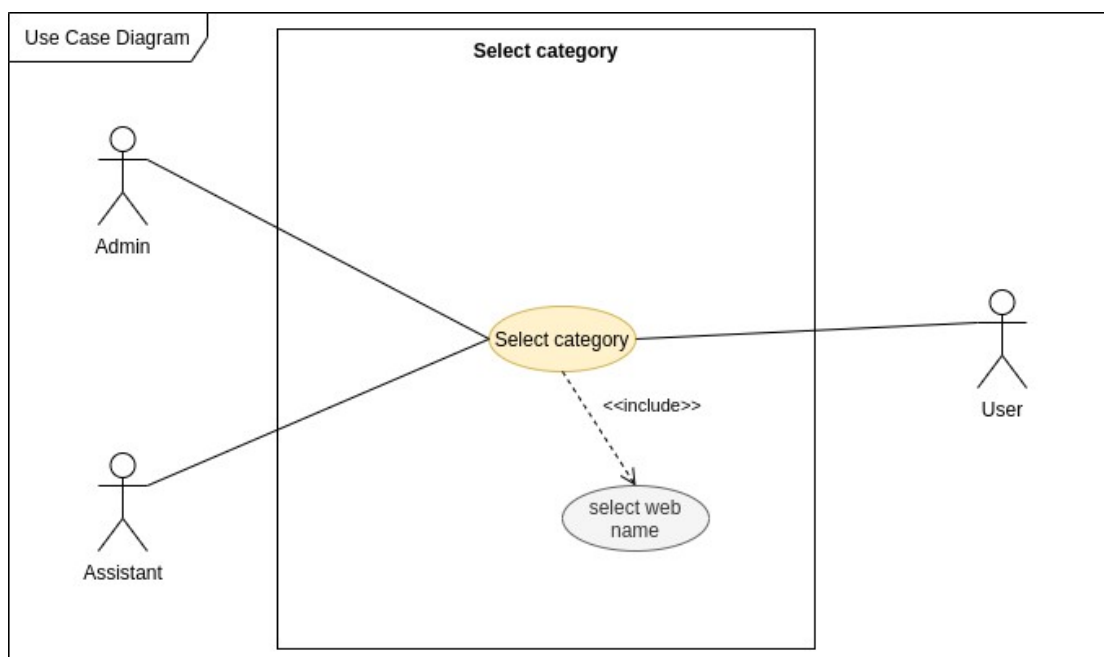 Use Case Diagram
Select category
Admin
Select category
<<include>>
User
select web
name
Assistant